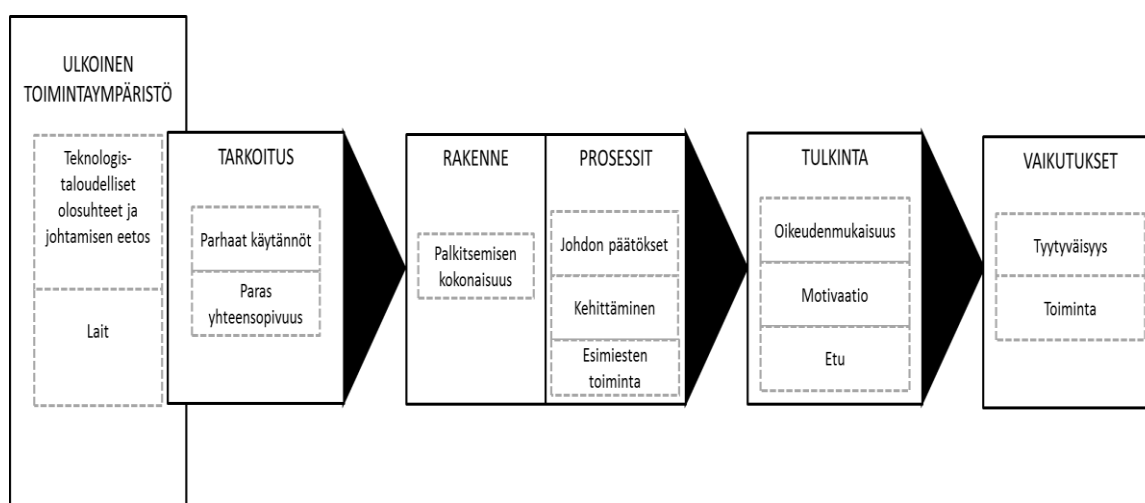 ULKOINEN
TOIMINTAYMPÄRISTÖ
Teknologis-
taloudelliset
olosuhteet ja
johtamisen eetos
Lait
TARKOITUS
Parhaat käytännöt
Paras
yhteensopivuus
RAKENNE
Palkitsemisen
kokonaisuus
PROSESSIT
Johdon päätökset
Kehittäminen
Esimiesten
toiminta
TULKINTA
Oikeudenmukaisuus
Motivaatio
Etu
VAIKUTUKSET
Tyytyväisyys
Toiminta